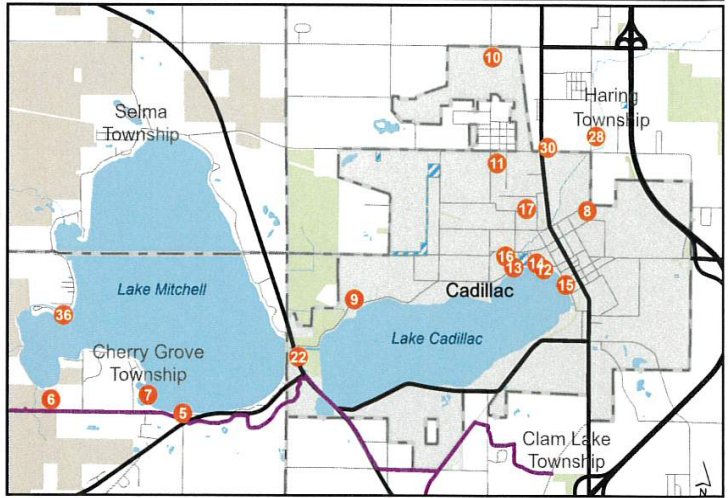 10
Selma
Township
Haring
Township
28
30
11
17
8
16
13
14
12
Lake Mitchell
9
Cadillac
15
36
Lake Cadillac
22
Cherry Grove
Township
7
6
5
Clam Lake
Township
N